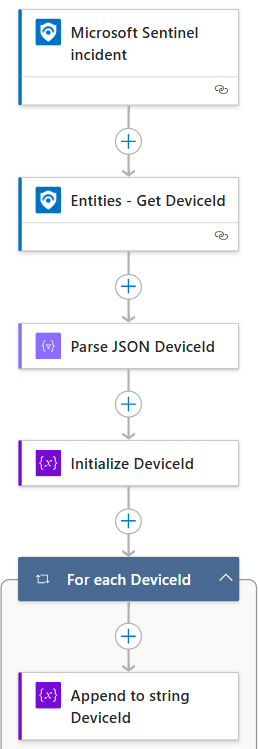 Microsoft Sentinel
incident
Entities - Get DeviceId
Parse JSON DeviceId
{x} Initialize DeviceId
For each DeviceId
{x} Append to string
DeviceId